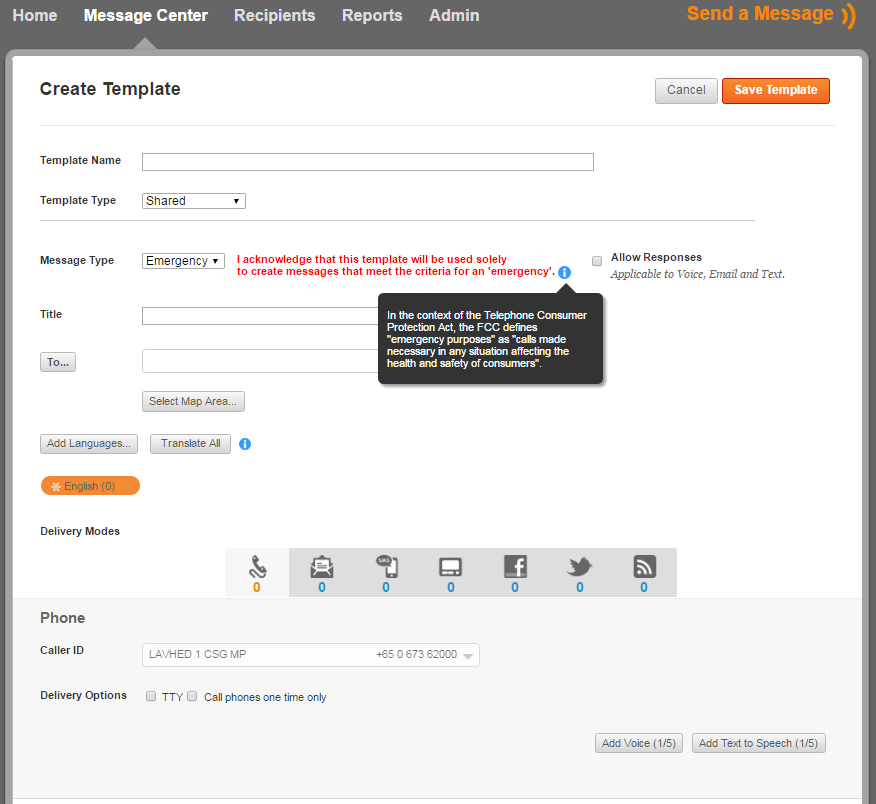 Home Message Center Recipients Reports Admin Send a Message
Create Template
Cancel Save Template
Template Name
Template Type Shared
Message Type Emergency
I acknowledge that this template will be used solely
to create messages that meet the criteria for an 'emergency'.
Allow Responses
Applicable to Voice, Email and Text.
In the context of the Telephone Consumer
Protection Act, the FCC defines
"emergency purposes" as "calls made
necessary in any situation affecting the
health and safety of consumers".
Title
To...
Select Map Area...
Add Languages... Translate All
English (0)
Delivery Modes
SMS
0 0 0 0 0 0 0
Phone
Caller ID LAVHED 1 CSG MP +65 0 673 62000
Delivery Options TTY Call phones one time only
Add Voice (1/5) Add Text to Speech (1/5)